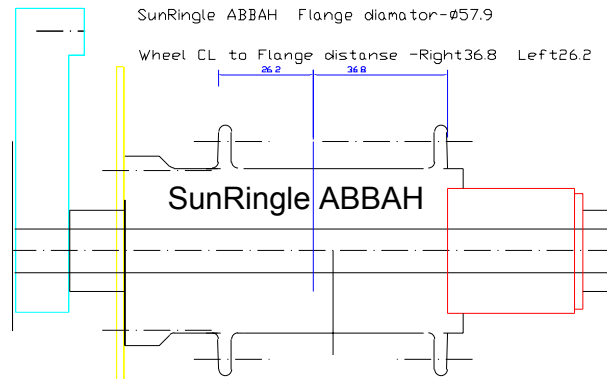 SunRingle ABBAH Flange diamator-ø57.9
Wheel CL to Flange distanse -Right36.8 Left26.2
26.2 36.8
SunRingle ABBAH